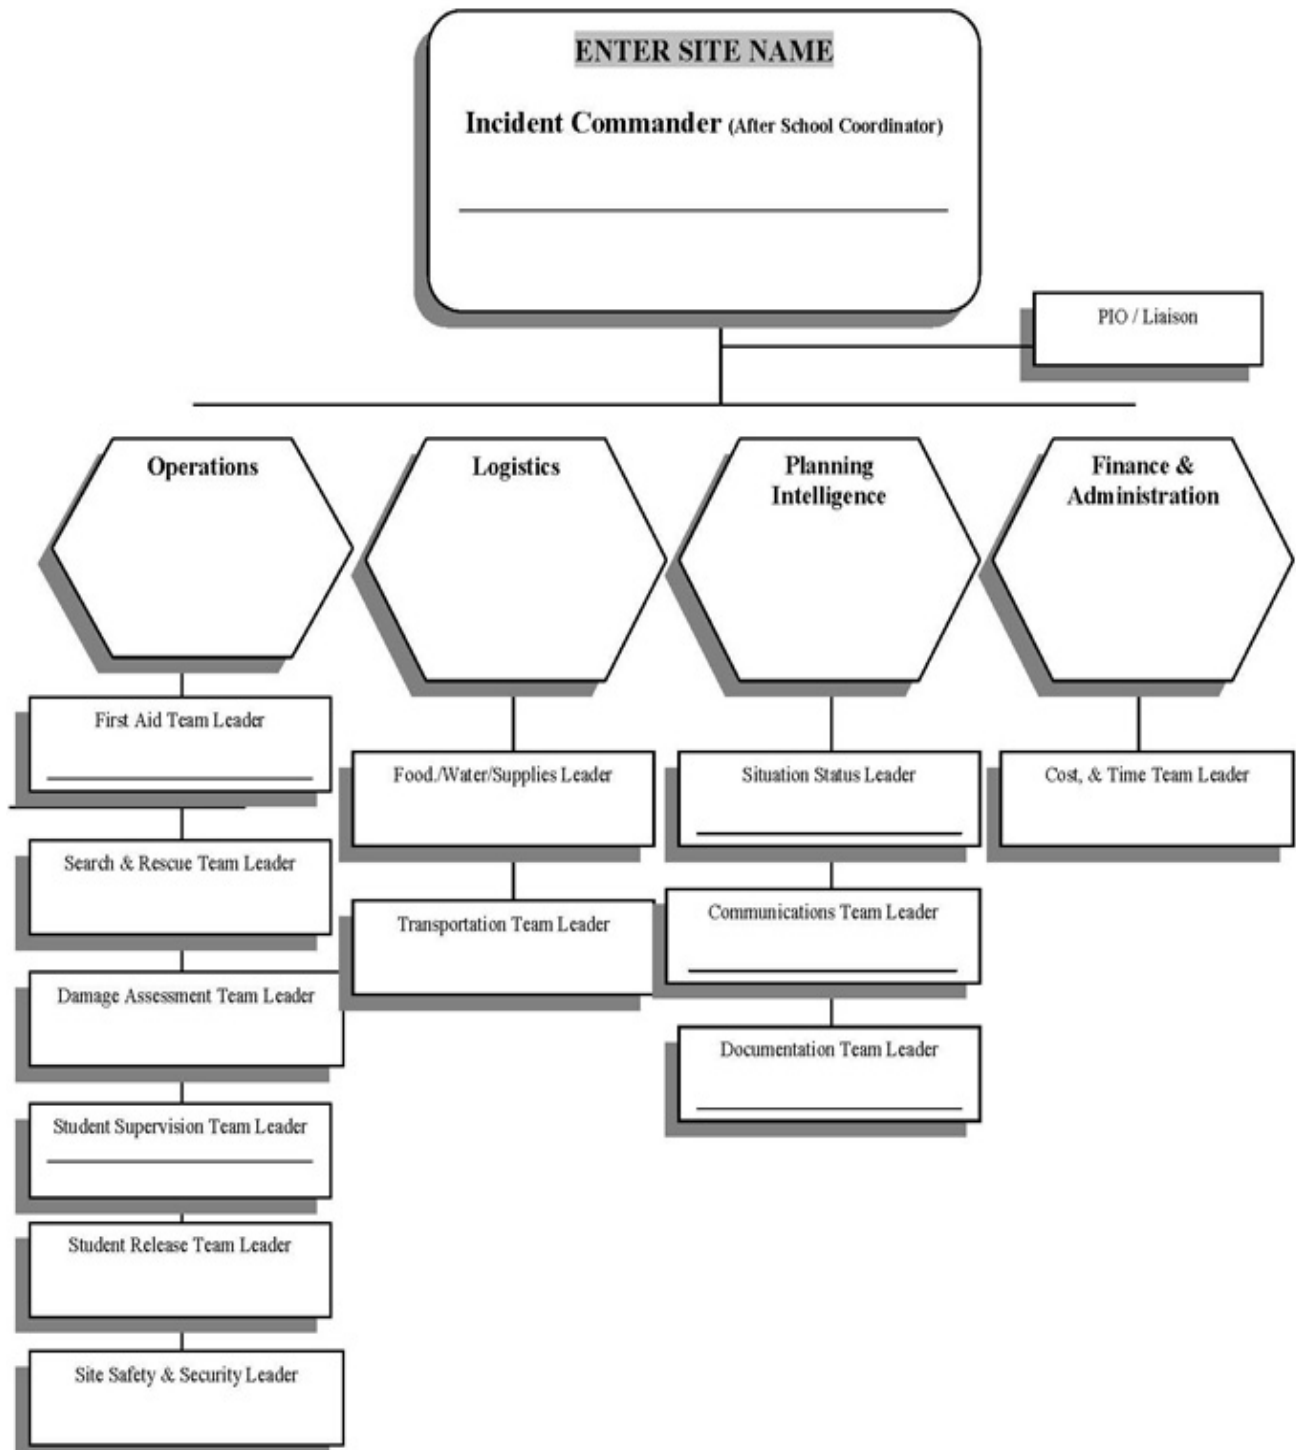 ENTER SITE NAME
Incident Commander (After School Coordinator)
PIO / Liaison
Operations
Logistics
Planning
Intelligence
Finance &
Administration
First Aid Team Leader
Search & Rescue Team Leader
Damage Assessment Team Leader
Student Supervision Team Leader
Student Release Team Leader
Site Safety & Security Leader
Food./Water/Supplies Leader
Transportation Team Leader
Situation Status Leader
Communications Team Leader
Documentation Team Leader
Cost, & Time Team Leader